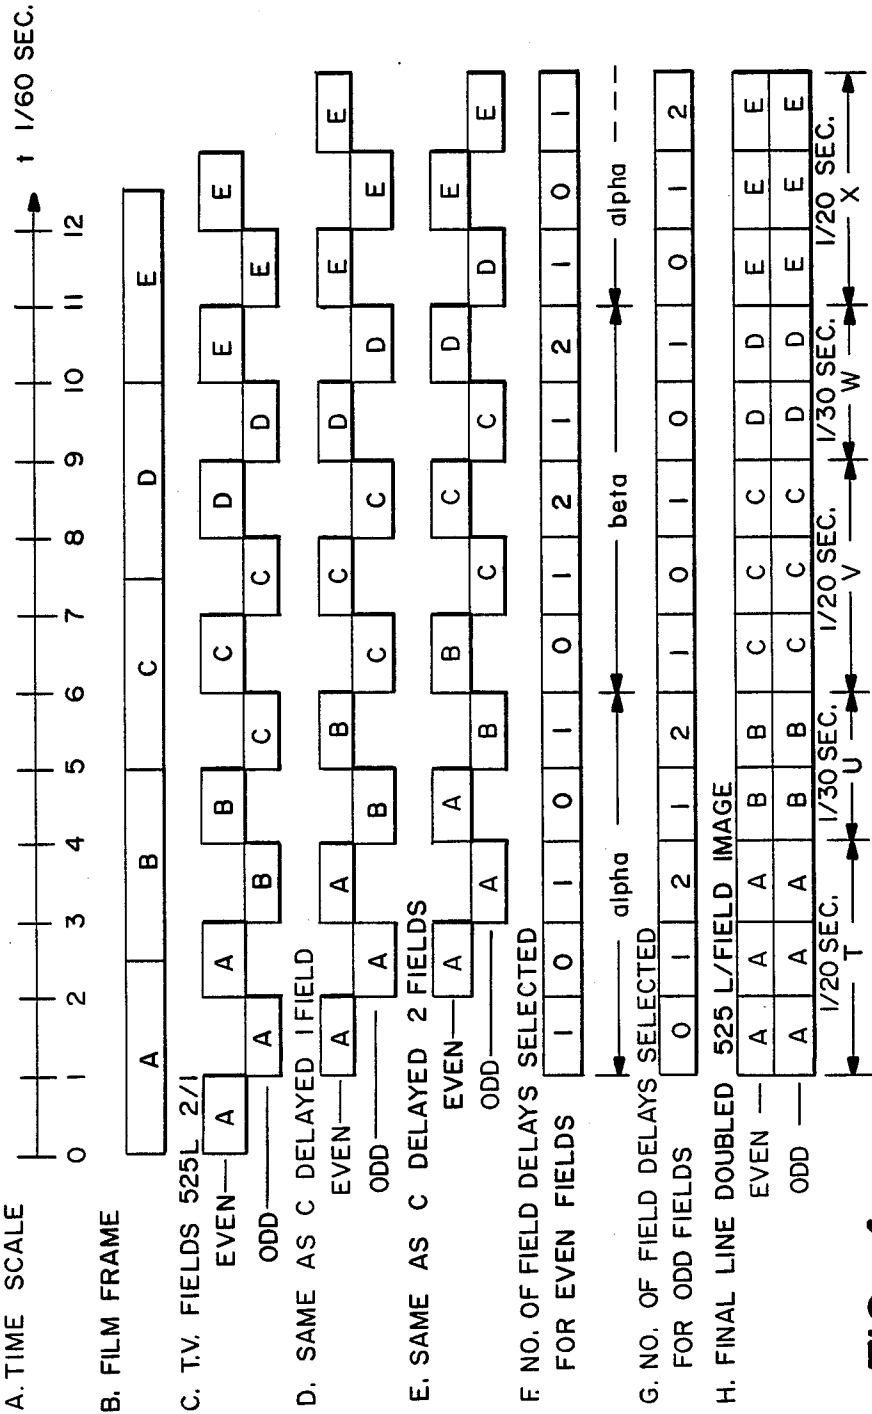 A. TIME SCALE
t 1/60 SEC.
0 1 2 3 4 5 6 7 8 9 10 11 12
B. FILM FRAME
A B C D E
C. T.V. FIELDS 525L 2/1
EVEN A A B C D E E
ODD A B C C D E
D. SAME AS C DELAYED 1 FIELD
EVEN A A B C D E E
ODD A B C C D E
E. SAME AS C DELAYED 2 FIELDS
EVEN A A B C D E
ODD A B C C D E
F. NO. OF FIELD DELAYS SELECTED
FOR EVEN FIELDS
1 0 1 0 1 0 1 2 1 2 1 0 1
alpha beta alpha
G. NO. OF FIELD DELAYS SELECTED
FOR ODD FIELDS
0 1 2 1 2 1 0 1 0 1 0 1 2
H. FINAL LINE DOUBLED 525 L/FIELD IMAGE
EVEN A A A B B C C C D D E E E
ODD A A A B B C C C D D E E E
1/20 SEC. 1/30 SEC. 1/20 SEC. 1/30 SEC. 1/20 SEC.
T U V W X